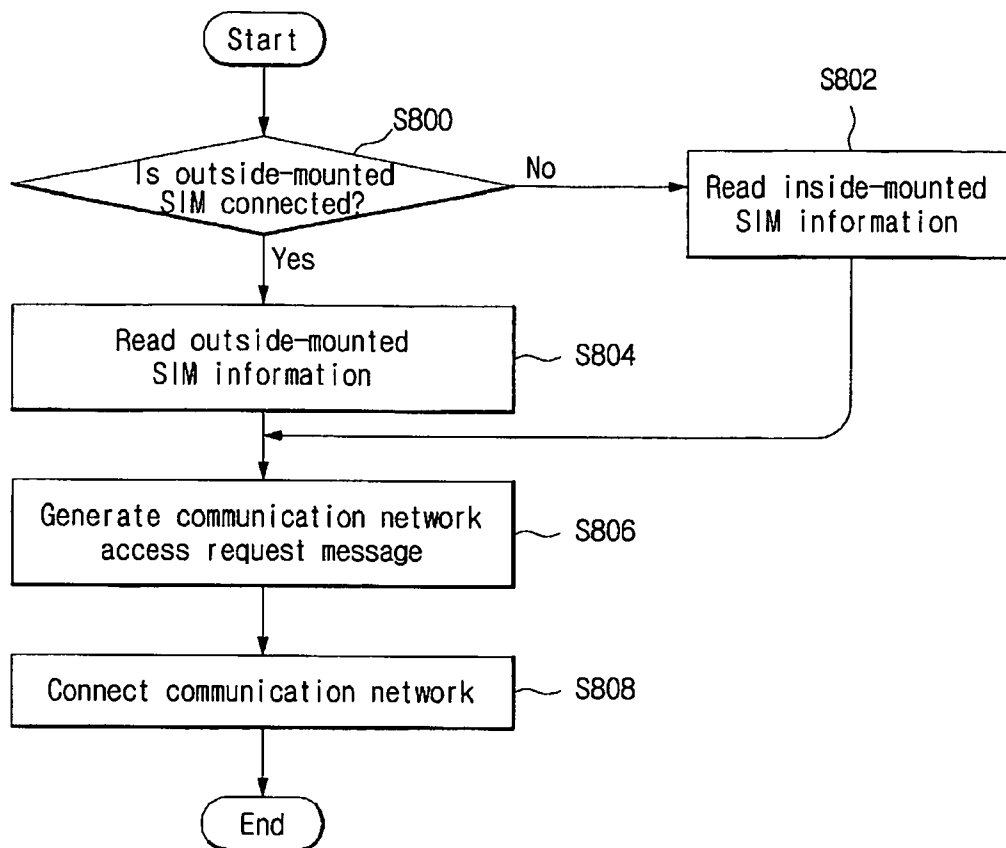 Start
S800
Is outside-mounted
SIM connected?
No
S802
Read inside-mounted
SIM information
Yes
Read outside-mounted
SIM information
S804
Generate communication network
access request message
S806
Connect communication network
S808
End